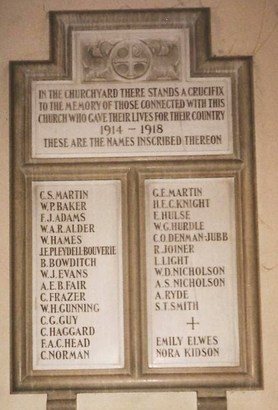 IN THE CHURCHYARD THERE STANDS A CRUCIFIX
TO THE MEMORY OF THOSE CONNECTED WITH THIS
CHURCH WHO GAVE THEIR LIVES FOR THEIR COUNTRY
1914 - 1918
THESE ARE THE NAMES INSCRIBED THEREON
C.S. MARTIN
W.P. BAKER
F.J. ADAMS
W.A.R. ALDER
W. HAMES
J.E. PLEYDELL BOUVERIE
B. BOWDITCH
W.J. EVANS
A.E.B. FAIR
C. FRAZER
W.H. GUNNING
C.G. GUY
C. HAGGARD
F.A.C. HEAD
C. NORMAN
G.E. MARTIN
H.F.C. KNIGHT
E. HULSE
W.G. HURDLE
C.O. DENMAN-JUBB
R. JOINER
L. LIGHT
W.D. NICHOLSON
A.S. NICHOLSON
A. RYDE
S.T. SMITH
EMILY ELWES
NORA KIDSON